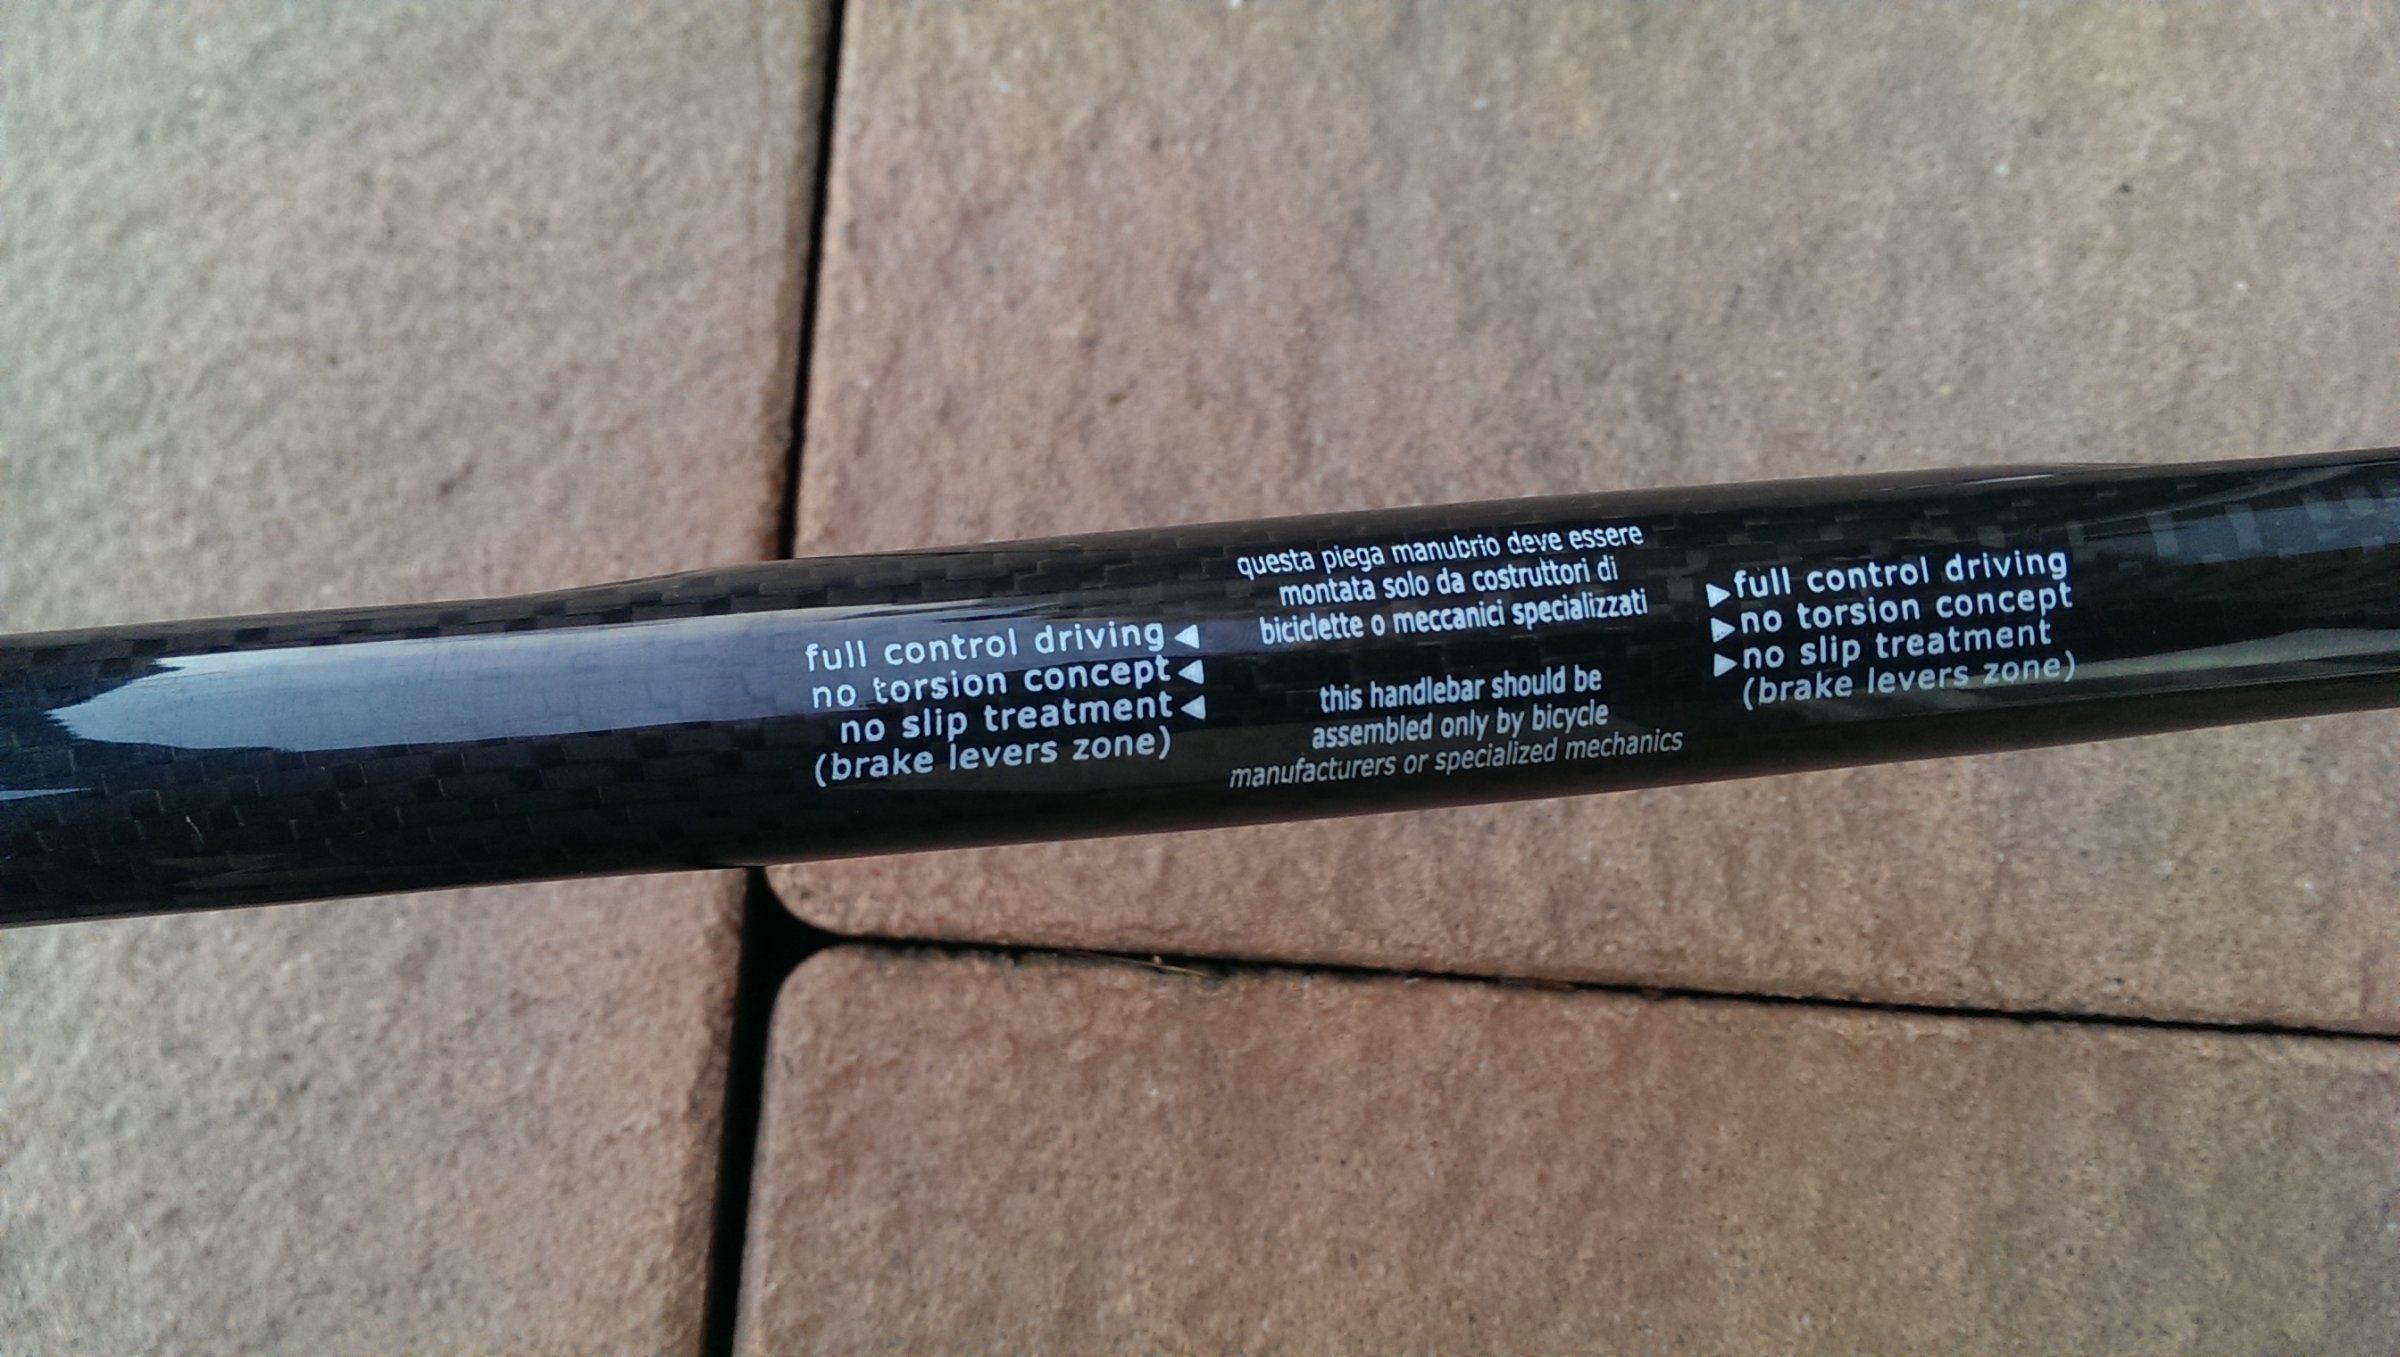 full control driving ◀
no torsion concept ◀
no slip treatment ◀
(brake levers zone)
questa piega manubrio deve essere
montata solo da costruttori di
biciclette o meccanici specializzati
this handlebar should be
assembled only by bicycle
manufacturers or specialized mechanics
▶ full control driving
▶ no torsion concept
▶ no slip treatment
(brake levers zone)